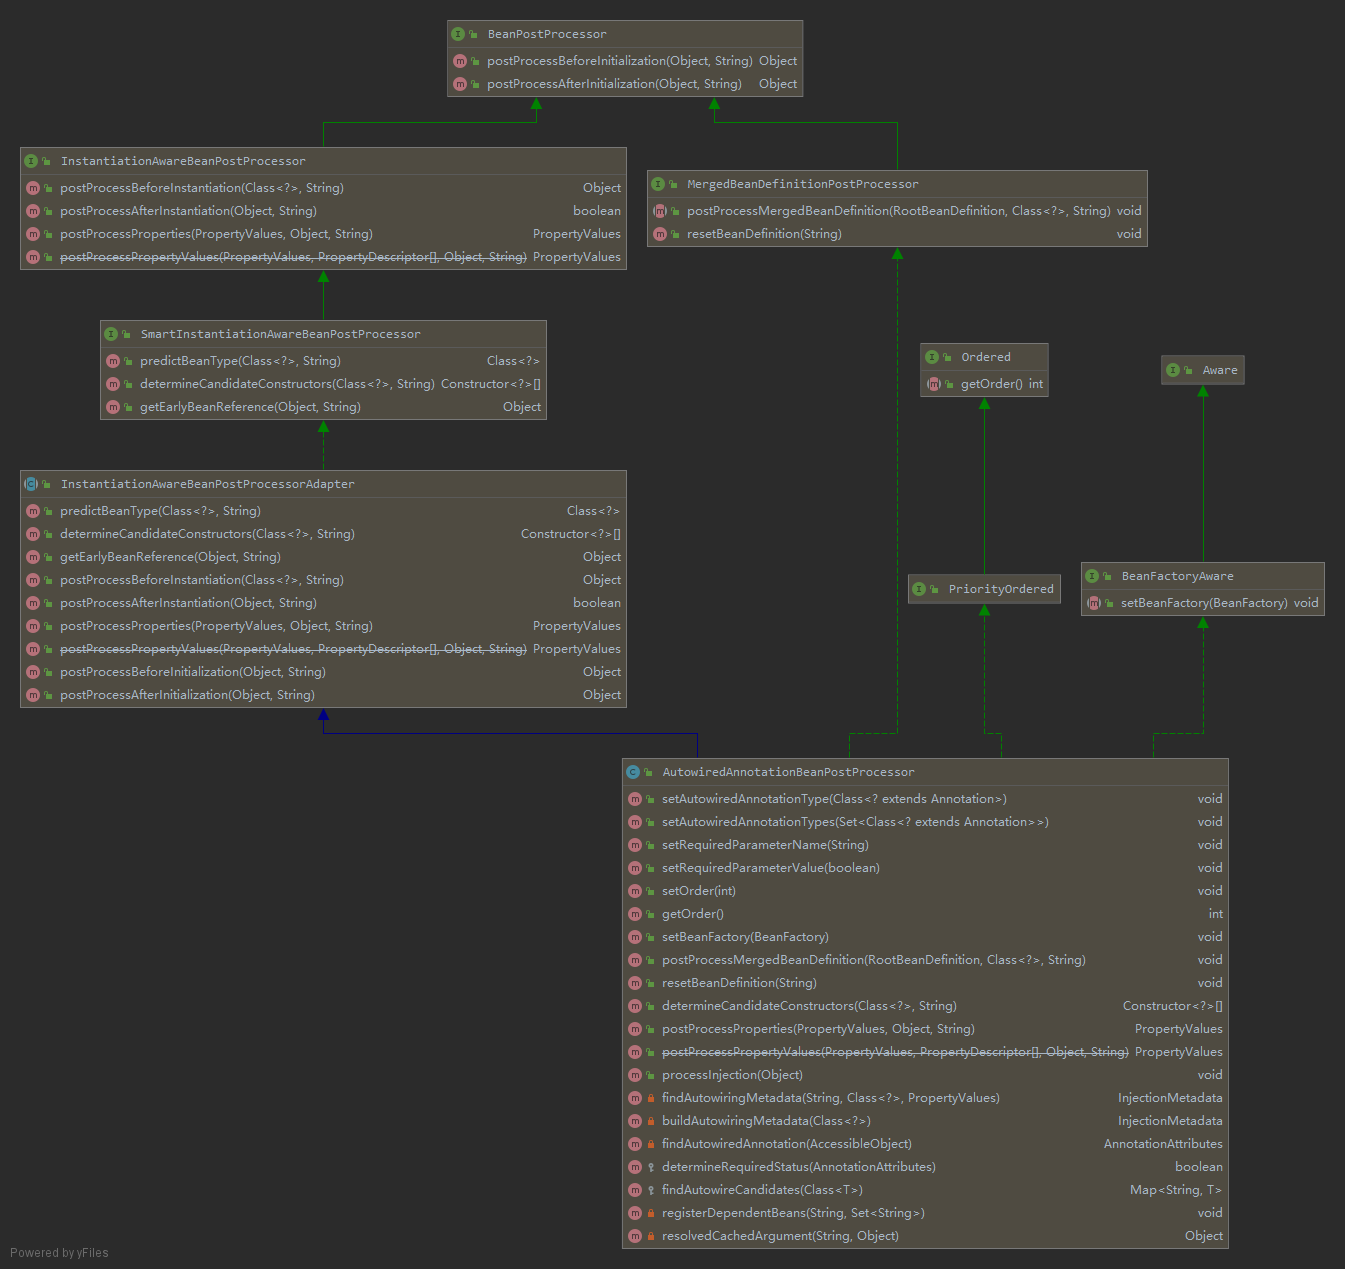 BeanPostProcessor
postProcessBeforeInitialization(Object, String) Object
postProcessAfterInitialization(Object, String) Object
InstantiationAwareBeanPostProcessor
postProcessBeforeInstantiation(Class<?>, String) Object
postProcessAfterInstantiation(Object, String) boolean
postProcessProperties(PropertyValues, Object, String) PropertyValues
postProcessPropertyValues(PropertyValues, PropertyDescriptor[], Object, String) PropertyValues
MergedBeanDefinitionPostProcessor
postProcessMergedBeanDefinition(RootBeanDefinition, Class<?>, String) void
resetBeanDefinition(String) void
SmartInstantiationAwareBeanPostProcessor
predictBeanType(Class<?>, String) Class<?>
determineCandidateConstructors(Class<?>, String) Constructor<?>[]
getEarlyBeanReference(Object, String) Object
Ordered
getOrder() int
Aware
InstantiationAwareBeanPostProcessorAdapter
predictBeanType(Class<?>, String) Class<?>
determineCandidateConstructors(Class<?>, String) Constructor<?>[]
getEarlyBeanReference(Object, String) Object
postProcessBeforeInstantiation(Class<?>, String) Object
postProcessAfterInstantiation(Object, String) boolean
postProcessProperties(PropertyValues, Object, String) PropertyValues
postProcessPropertyValues(PropertyValues, PropertyDescriptor[], Object, String) PropertyValues
postProcessBeforeInitialization(Object, String) Object
postProcessAfterInitialization(Object, String) Object
PriorityOrdered
BeanFactoryAware
setBeanFactory(BeanFactory) void
AutowiredAnnotationBeanPostProcessor
setAutowiredAnnotationType(Class<? extends Annotation>) void
setAutowiredAnnotationTypes(Set<Class<? extends Annotation>>) void
setRequiredParameterName(String) void
setRequiredParameterValue(boolean) void
setOrder(int) void
getOrder() int
setBeanFactory(BeanFactory) void
postProcessMergedBeanDefinition(RootBeanDefinition, Class<?>, String) void
resetBeanDefinition(String) void
determineCandidateConstructors(Class<?>, String) Constructor<?>[]
postProcessProperties(PropertyValues, Object, String) PropertyValues
postProcessPropertyValues(PropertyValues, PropertyDescriptor[], Object, String) PropertyValues
processInjection(Object) void
findAutowiringMetadata(String, Class<?>, PropertyValues) InjectionMetadata
buildAutowiringMetadata(Class<?>) InjectionMetadata
findAutowiredAnnotation(AccessibleObject) AnnotationAttributes
determineRequiredStatus(AnnotationAttributes) boolean
findAutowireCandidates(Class<T>) Map<String, T>
registerDependentBeans(String, Set<String>) void
resolvedCachedArgument(String, Object) Object
Powered by yFiles